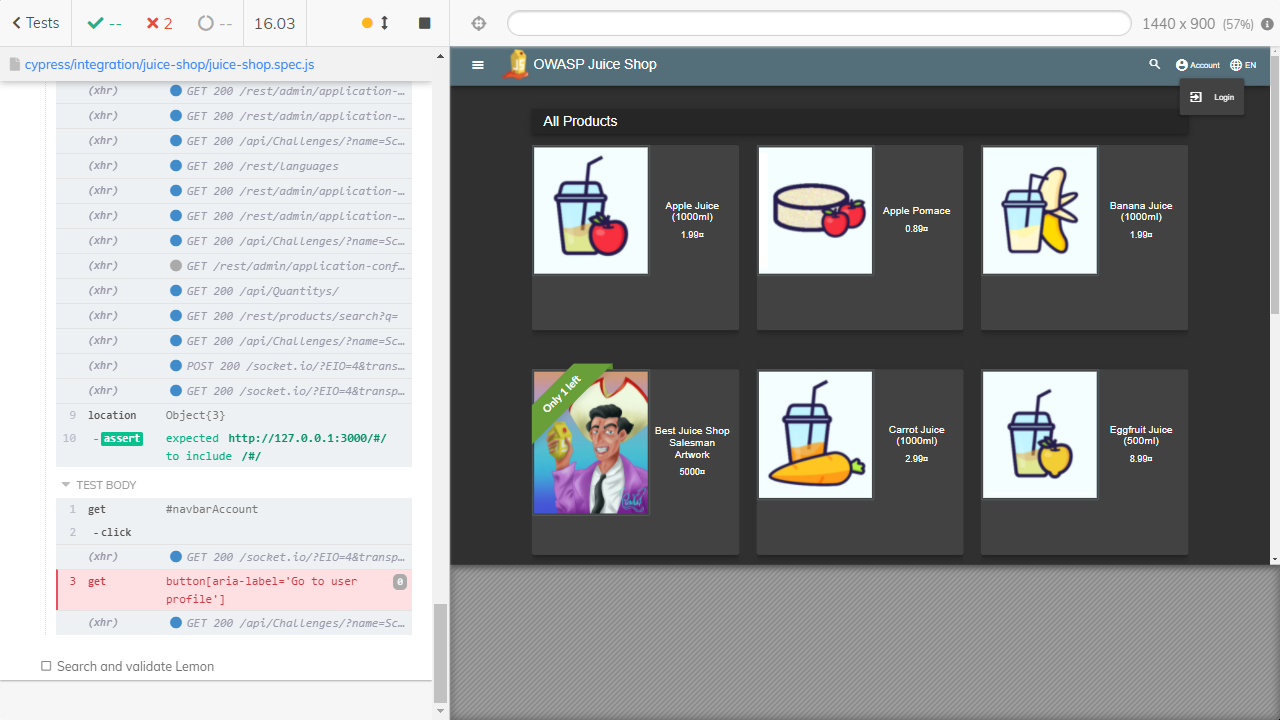 Tests
--
2
--
16.03
1440 x 900 (57%)
cypress/integration/juice-shop/juice-shop.spec.js
(xhr) GET 200 /rest/admin/application-…
(xhr) GET 200 /rest/admin/application-…
(xhr) GET 200 /api/Challenges/?name=Sc…
(xhr) GET 200 /rest/languages
(xhr) GET 200 /rest/admin/application-…
(xhr) GET 200 /rest/admin/application-…
(xhr) GET 200 /api/Challenges/?name=Sc…
(xhr) GET /rest/admin/application-conf…
(xhr) GET 200 /api/Quantitys/
(xhr) GET 200 /rest/products/search?q=
(xhr) GET 200 /api/Challenges/?name=Sc…
(xhr) POST 200 /socket.io/?EIO=4&trans…
(xhr) GET 200 /socket.io/?EIO=4&transp…
9 location Object{3}
10 -assert expected http://127.0.0.1:3000/#/
to include /#/
TEST BODY
1 get #navbarAccount
2 -click
(xhr) GET 200 /socket.io/?EIO=4&transp…
3 get button[aria-label='Go to user 0
profile']
(xhr) GET 200 /api/Challenges/?name=Sc…
Search and validate Lemon
JS
OWASP Juice Shop
Account
EN
Login
All Products
Apple Juice
(1000ml)
1.99¤
Apple Pomace
0.89¤
Banana Juice
(1000ml)
1.99¤
Only 1 left
Best Juice Shop
Salesman
Artwork
5000¤
Carrot Juice
(1000ml)
2.99¤
Eggfruit Juice
(500ml)
8.99¤